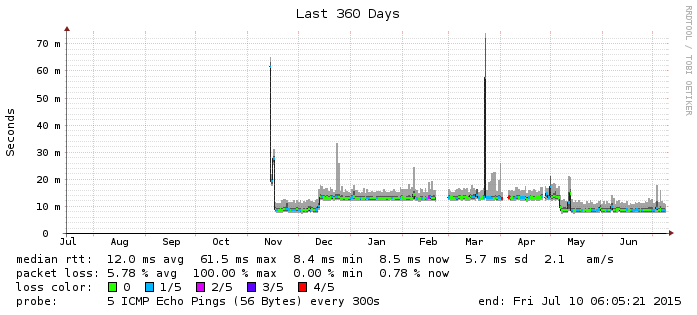 Last 360 Days
RRDTOOL / TOBI OETIKER
Seconds
70 m
60 m
50 m
40 m
30 m
20 m
10 m
0
Jul Aug Sep Oct Nov Dec Jan Feb Mar Apr May Jun
median rtt: 12.0 ms avg 61.5 ms max 8.4 ms min 8.5 ms now 5.7 ms sd 2.1 am/s
packet loss: 5.78 % avg 100.00 % max 0.00 % min 0.78 % now
loss color: 0 1/5 2/5 3/5 4/5
probe: 5 ICMP Echo Pings (56 Bytes) every 300s end: Fri Jul 10 06:05:21 2015